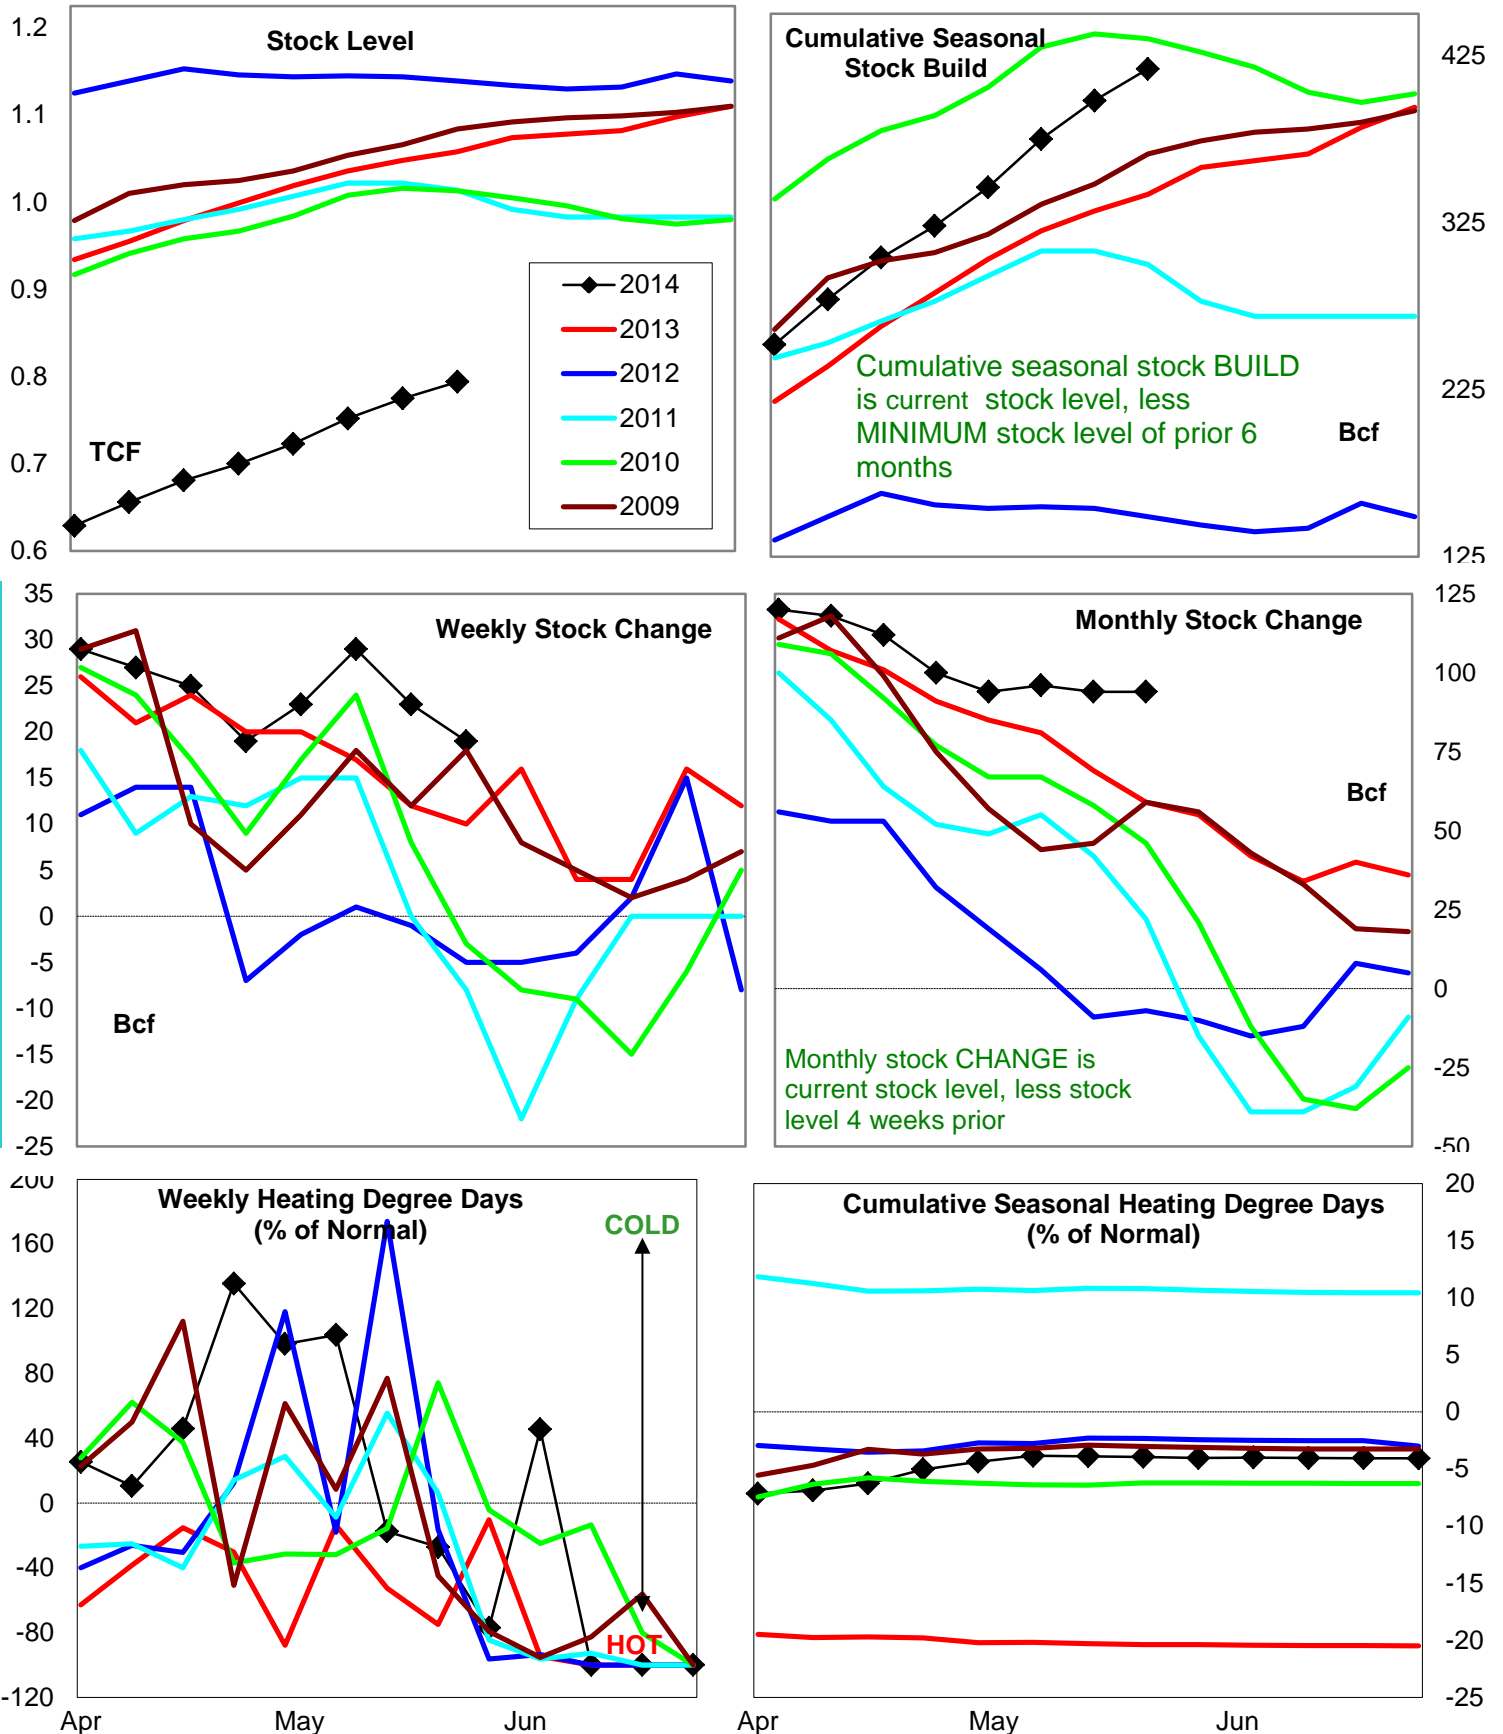 Stock Level
1.2
1.1
1.0
0.9
0.8
0.7
0.6
TCF
2014
2013
2012
2011
2010
2009
Cumulative Seasonal
Stock Build
425
325
225
125
Cumulative seasonal stock BUILD
is current stock level, less
MINIMUM stock level of prior 6
months
Bcf
Weekly Stock Change
35
30
25
20
15
10
5
0
-5
-10
-15
-20
-25
Bcf
Monthly Stock Change
125
100
75
50
25
0
-25
-50
Bcf
Monthly stock CHANGE is
current stock level, less stock
level 4 weeks prior
Weekly Heating Degree Days
(% of Normal)
200
160
120
80
40
0
-40
-80
-120
COLD
HOT
Apr
May
Jun
Cumulative Seasonal Heating Degree Days
(% of Normal)
20
15
10
5
0
-5
-10
-15
-20
-25
Apr
May
Jun